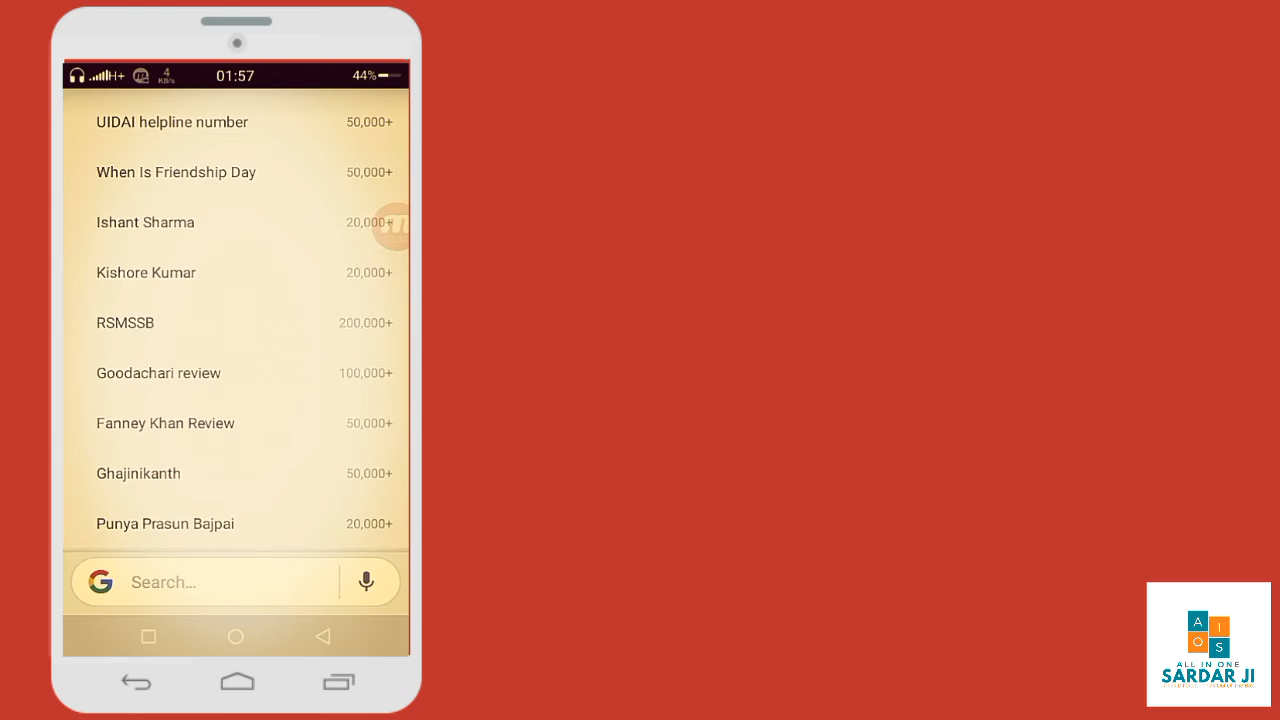 H+
4
KB/s
01:57
44%
UIDAI helpline number 50,000+
When Is Friendship Day 50,000+
Ishant Sharma 20,000+
Kishore Kumar 20,000+
RSMSSB 200,000+
Goodachari review 100,000+
Fanney Khan Review 50,000+
Ghajinikanth 50,000+
Punya Prasun Bajpai 20,000+
G Search...
A I
O S
ALL IN ONE
SARDAR JI